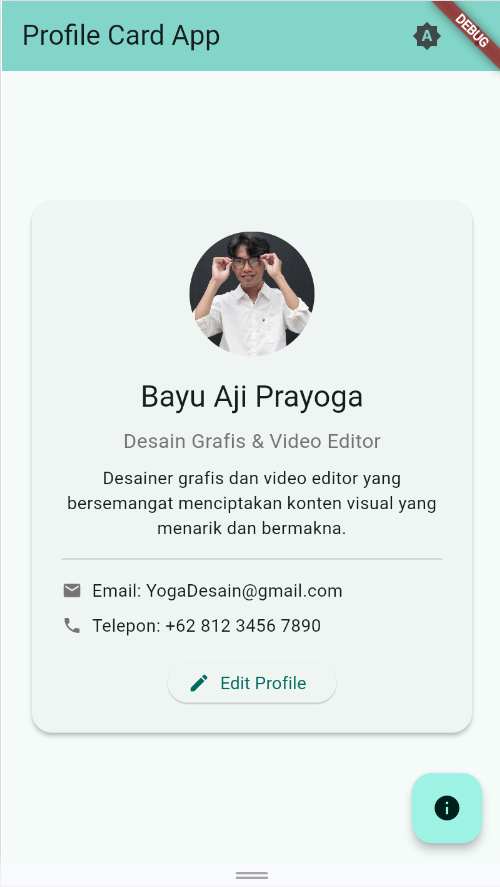 Profile Card App
A
DEBUG
Bayu Aji Prayoga
Desain Grafis & Video Editor
Desainer grafis dan video editor yang
bersemangat menciptakan konten visual yang
menarik dan bermakna.
Email: YogaDesain@gmail.com
Telepon: +62 812 3456 7890
Edit Profile